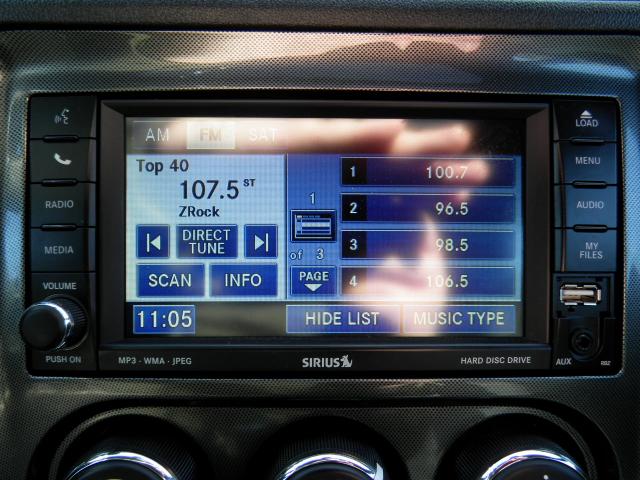 AM FM SAT
LOAD
MENU
AUDIO
MY
FILES
RADIO
MEDIA
VOLUME
PUSH ON
Top 40
107.5 ST
ZRock
DIRECT
TUNE
SCAN INFO
11:05
1
of 3
PAGE
1 100.7
2 96.5
3 98.5
4 106.5
HIDE LIST MUSIC TYPE
MP3 - WMA - JPEG
SIRIUS
HARD DISC DRIVE
AUX
RBZ